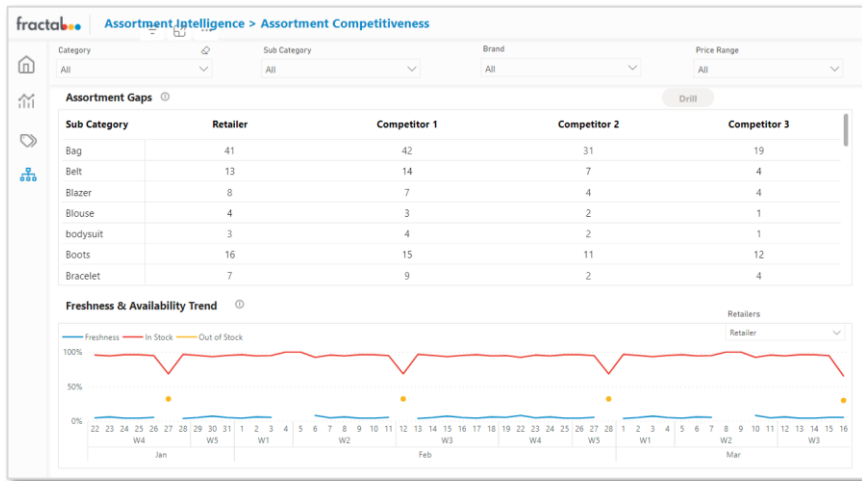 fractal Assortment Intelligence > Assortment Competitiveness
Category Sub Category Brand Price Range
All All All All
Assortment Gaps Drill
Sub Category Retailer Competitor 1 Competitor 2 Competitor 3
Bag 41 42 31 19
Belt 13 14 7 4
Blazer 8 7 4 4
Blouse 4 3 2 1
bodysuit 3 4 2 1
Boots 16 15 11 12
Bracelet 7 9 2 4
Freshness & Availability Trend
Retailers
Retailer
Freshness In Stock Out of Stock
100%
50%
0%
22 23 24 25 26 27 28 29 30 31 1 2 3 4 5 6 7 8 9 10 11 12 13 14 15 16 17 18 19 22 23 24 25 26 27 28 1 2 3 4 5 6 7 8 9 10 11 12 13 14 15 16
W4 W5 W1 W2 W3 W4 W5 W1 W2 W3
Jan Feb Mar